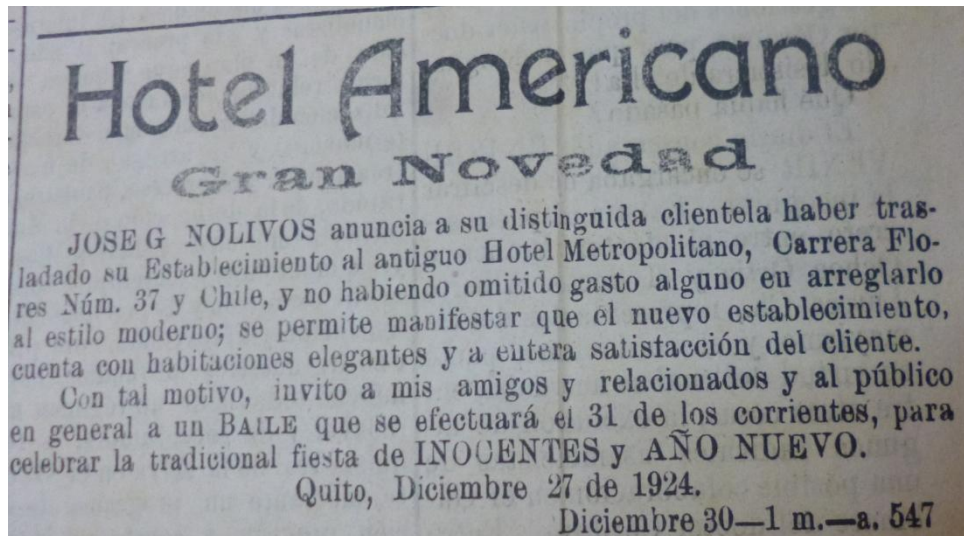 Hotel Americano
Gran Novedad
JOSE G NOLIVOS anuncia a su distinguida clientela haber tras-
ladado su Establecimiento al antiguo Hotel Metropolitano, Carrera Flo-
res Núm. 37 y Chile, y no habiendo omitido gasto alguno en arreglarlo
al estilo moderno; se permite manifestar que el nuevo establecimiento,
cuenta con habitaciones elegantes y a entera satisfacción del cliente.
Con tal motivo, invito a mis amigos y relacionados y al público
en general a un BAILE que se efectuará el 31 de los corrientes, para
celebrar la tradicional fiesta de INOCENTES y AÑO NUEVO.
Quito, Diciembre 27 de 1924.
Diciembre 30—1 m.—a. 547